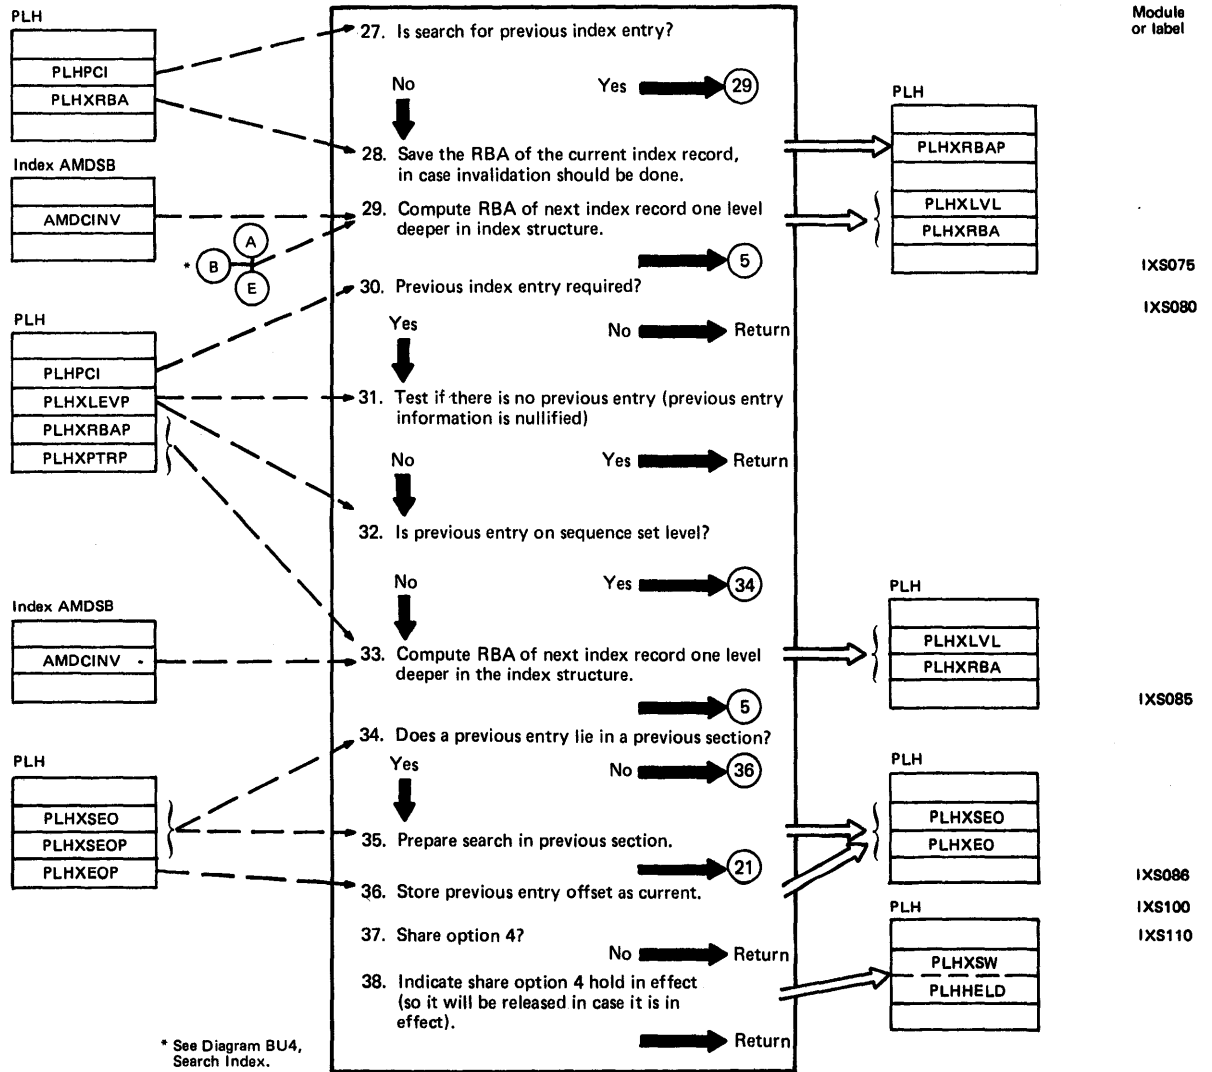 PLH
PLHPCI
PLHXRBA
Index AMDSB
AMDCINV
A
* B
E
PLH
PLHPCI
PLHXLEVP
PLHXRBAP
PLHXPTRP
Index AMDSB
AMDCINV
PLH
PLHXSEO
PLHXSEOP
PLHXEOP
* See Diagram BU4,
Search Index.
27. Is search for previous index entry?
No Yes 29
28. Save the RBA of the current index record,
in case invalidation should be done.
29. Compute RBA of next index record one level
deeper in index structure.
5
30. Previous index entry required?
Yes No Return
31. Test if there is no previous entry (previous entry
information is nullified)
No Yes Return
32. Is previous entry on sequence set level?
No Yes 34
33. Compute RBA of next index record one level
deeper in the index structure.
5
34. Does a previous entry lie in a previous section?
Yes No 36
35. Prepare search in previous section.
21
36. Store previous entry offset as current.
37. Share option 4?
No Return
38. Indicate share option 4 hold in effect
(so it will be released in case it is in
effect).
Return
PLH
PLHXRBAP
PLHXLVL
PLHXRBA
PLH
PLHXLVL
PLHXRBA
PLH
PLHXSEO
PLHXEO
PLH
PLHXSW
PLHHELD
Module
or label
IXS075
IXS080
IXS085
IXS086
IXS100
IXS110